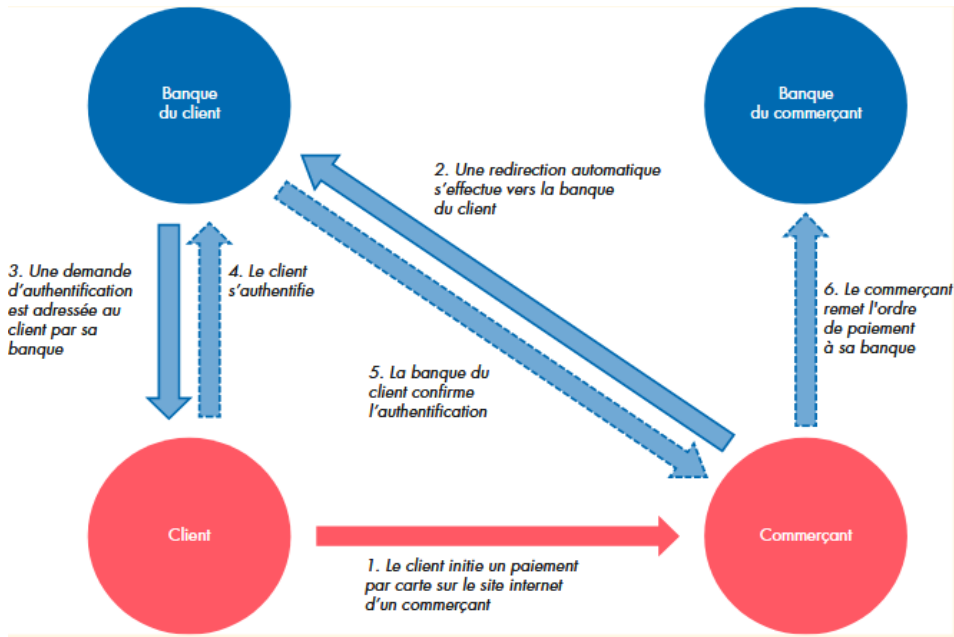 Banque
du client
Banque
du commerçant
2. Une redirection automatique
s'effectue vers la banque
du client
3. Une demande
d'authentification
est adressée au
client par sa
banque
4. Le client
s'authentifie
6. Le commerçant
remet l'ordre
de paiement
à sa banque
5. La banque du
client confirme
l'authentification
Client
Commerçant
1. Le client initie un paiement
par carte sur le site internet
d'un commerçant